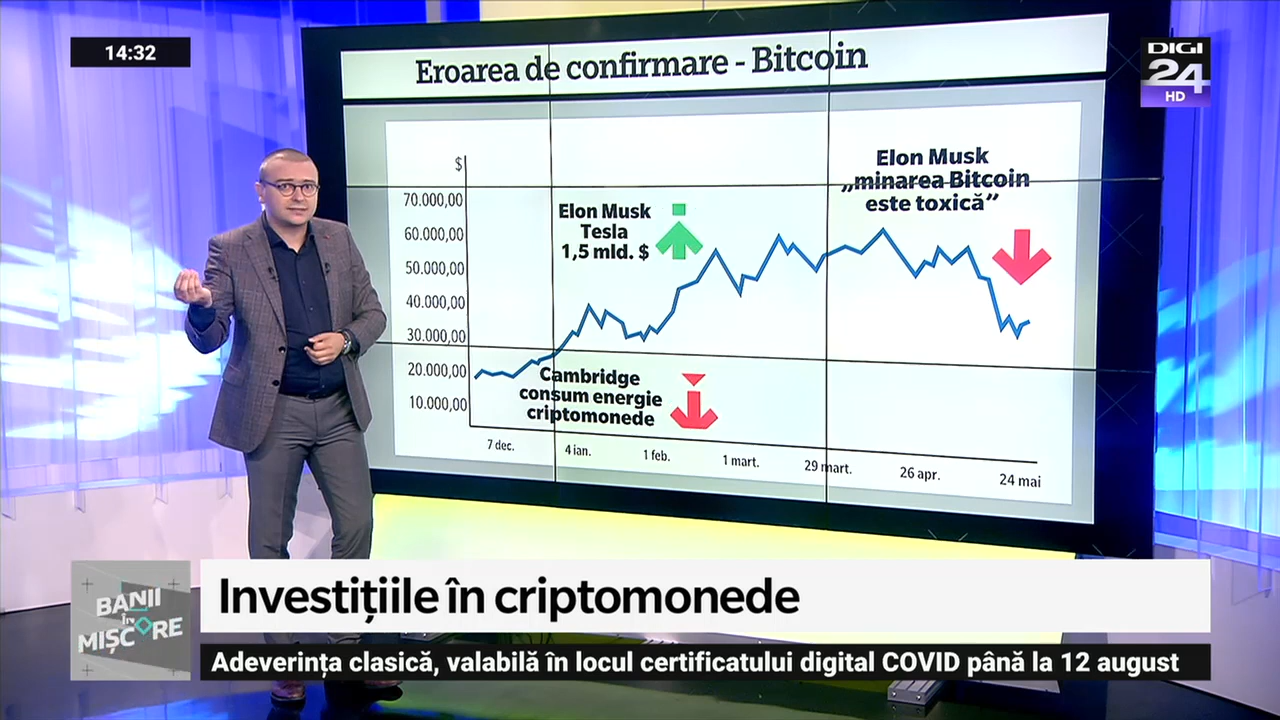 14:32
DIGI
24
HD
Eroarea de confirmare - Bitcoin
$
70.000,00
60.000,00
50.000,00
40.000,00
30.000,00
20.000,00
10.000,00
Elon Musk
Tesla
1,5 mld. $
Elon Musk
„minarea Bitcoin
este toxică”
Cambridge
consum energie
criptomonede
7 dec.
4 ian.
1 feb.
1 mart.
29 mart.
26 apr.
24 mai
BANII
în
MIȘCARE
Investițiile în criptomonede
Adeverința clasică, valabilă în locul certificatului digital COVID până la 12 august